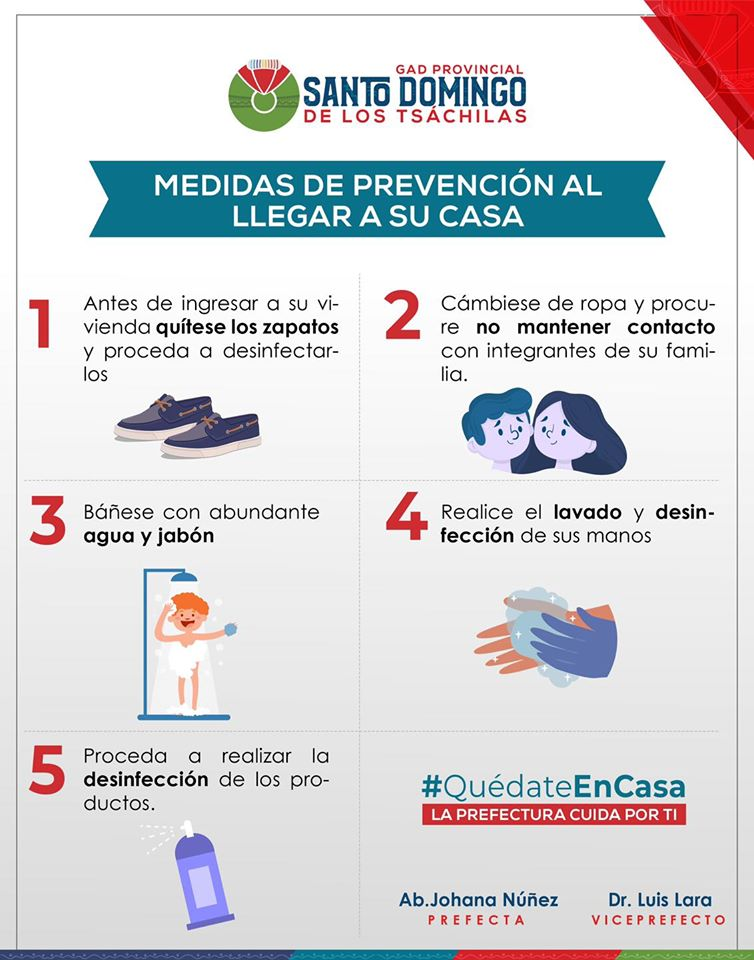 GAD PROVINCIAL
SANTO DOMINGO
DE LOS TSÁCHILAS
MEDIDAS DE PREVENCIÓN AL
LLEGAR A SU CASA
1
Antes de ingresar a su vi-
vienda quítese los zapatos
y proceda a desinfectar-
los
2
Cámbiese de ropa y procu-
re no mantener contacto
con integrantes de su fami-
lia.
3
Báñese con abundante
agua y jabón
4
Realice el lavado y desin-
fección de sus manos
5
Proceda a realizar la
desinfección de los pro-
ductos.
#QuédateEnCasa
LA PREFECTURA CUIDA POR TI
Ab.Johana Núñez
PREFECTA
Dr. Luis Lara
VICEPREFECTO